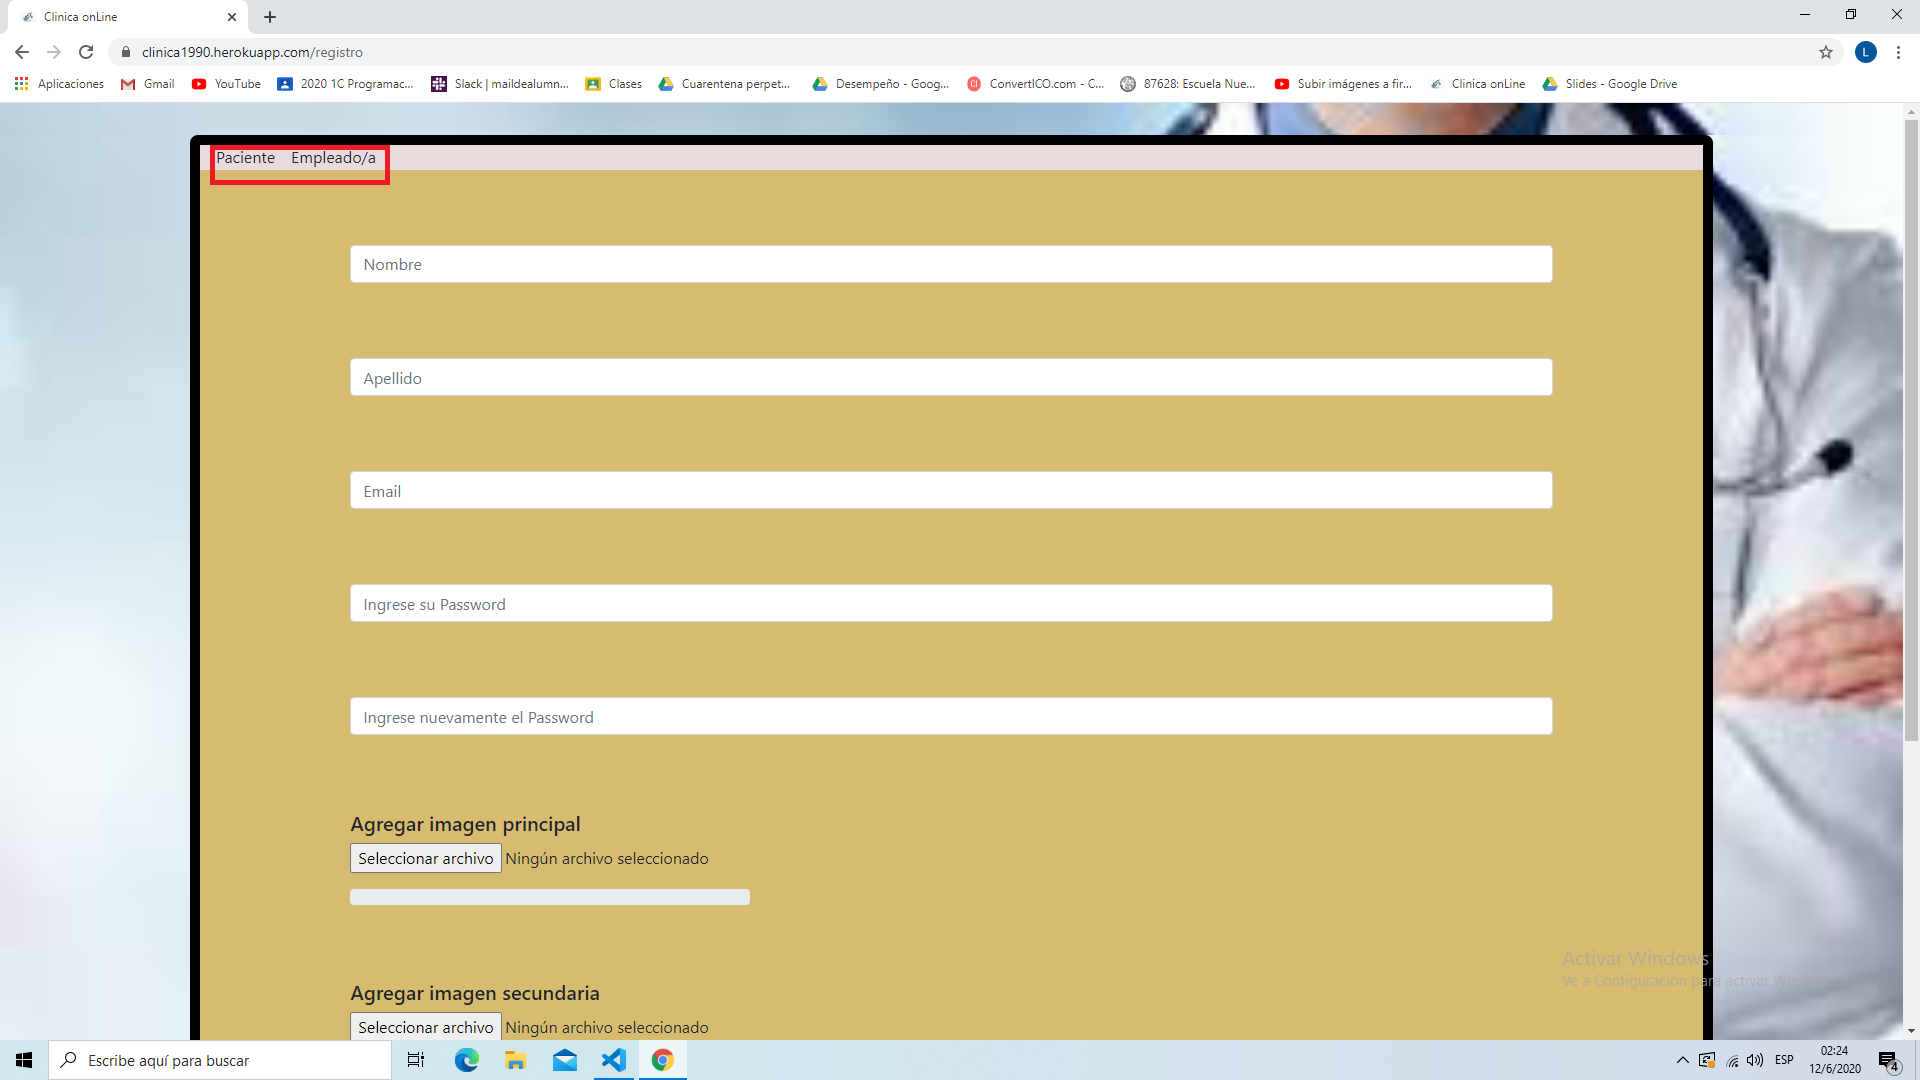 Clinica onLine
clinica1990.herokuapp.com/registro
L
Aplicaciones Gmail YouTube 2020 1C Programac... Slack | maildealumn... Clases Cuarentena perpet... Desempeño - Goog... ConvertICO.com - C... 87628: Escuela Nue... Subir imágenes a fir... Clinica onLine Slides - Google Drive
Paciente Empleado/a
Nombre
Apellido
Email
Ingrese su Password
Ingrese nuevamente el Password
Agregar imagen principal
Seleccionar archivo Ningún archivo seleccionado
Activar Windows
Ve a Configuración para activar
Agregar imagen secundaria
Seleccionar archivo Ningún archivo seleccionado
Escribe aquí para buscar
ESP
02:24
12/6/2020
4